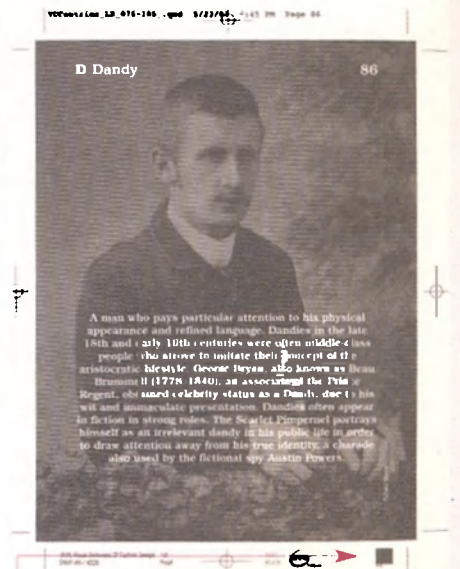 D Dandy
86
A man who pays particular attention to his physical
appearance and refined language. Dandies in the late
18th and early 19th centuries were often middle-class
people who strove to imitate their concept of the
aristocratic lifestyle. George Bryan, also known as Beau
Brummell (1778–1840), an associate of the Prince
Regent, obtained celebrity status as a Dandy, due to his
wit and immaculate presentation. Dandies often appear
in fiction in strong roles. The Scarlet Pimpernel portrays
himself as an irrelevant dandy in his public life in order
to draw attention away from his true identity, a charade
also used by the fictional spy Austin Powers.